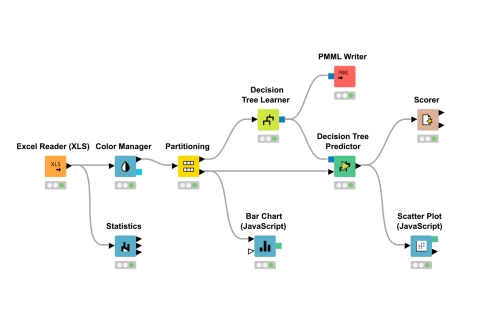 PMML Writer
PMML
Decision
Tree Learner
Scorer
Excel Reader (XLS)
Color Manager
Partitioning
Decision Tree
Predictor
XLS
Statistics
Bar Chart
(JavaScript)
Scatter Plot
(JavaScript)